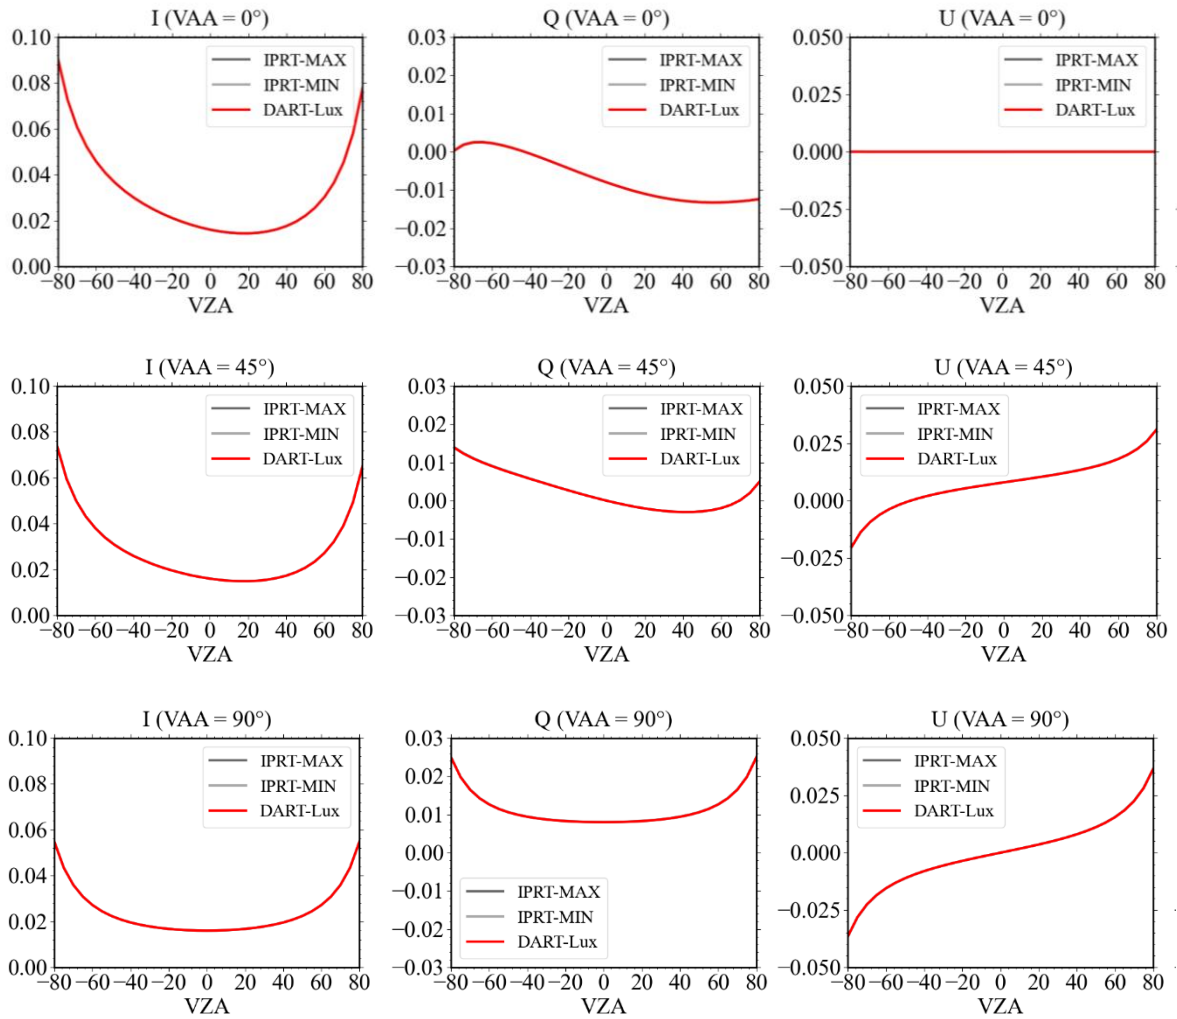 I (VAA = 0°)
0.10
0.08
0.06
0.04
0.02
0.00
IPRT-MAX
IPRT-MIN
DART-Lux
−80 −60 −40 −20 0 20 40 60 80
VZA
Q (VAA = 0°)
0.03
0.02
0.01
0.00
−0.01
−0.02
−0.03
IPRT-MAX
IPRT-MIN
DART-Lux
−80 −60 −40 −20 0 20 40 60 80
VZA
U (VAA = 0°)
0.050
0.025
0.000
−0.025
−0.050
IPRT-MAX
IPRT-MIN
DART-Lux
−80 −60 −40 −20 0 20 40 60 80
VZA
I (VAA = 45°)
0.10
0.08
0.06
0.04
0.02
0.00
IPRT-MAX
IPRT-MIN
DART-Lux
−80 −60 −40 −20 0 20 40 60 80
VZA
Q (VAA = 45°)
0.03
0.02
0.01
0.00
−0.01
−0.02
−0.03
IPRT-MAX
IPRT-MIN
DART-Lux
−80 −60 −40 −20 0 20 40 60 80
VZA
U (VAA = 45°)
0.050
0.025
0.000
−0.025
−0.050
IPRT-MAX
IPRT-MIN
DART-Lux
−80 −60 −40 −20 0 20 40 60 80
VZA
I (VAA = 90°)
0.10
0.08
0.06
0.04
0.02
0.00
IPRT-MAX
IPRT-MIN
DART-Lux
−80 −60 −40 −20 0 20 40 60 80
VZA
Q (VAA = 90°)
0.03
0.02
0.01
0.00
−0.01
−0.02
−0.03
IPRT-MAX
IPRT-MIN
DART-Lux
−80 −60 −40 −20 0 20 40 60 80
VZA
U (VAA = 90°)
0.050
0.025
0.000
−0.025
−0.050
IPRT-MAX
IPRT-MIN
DART-Lux
−80 −60 −40 −20 0 20 40 60 80
VZA